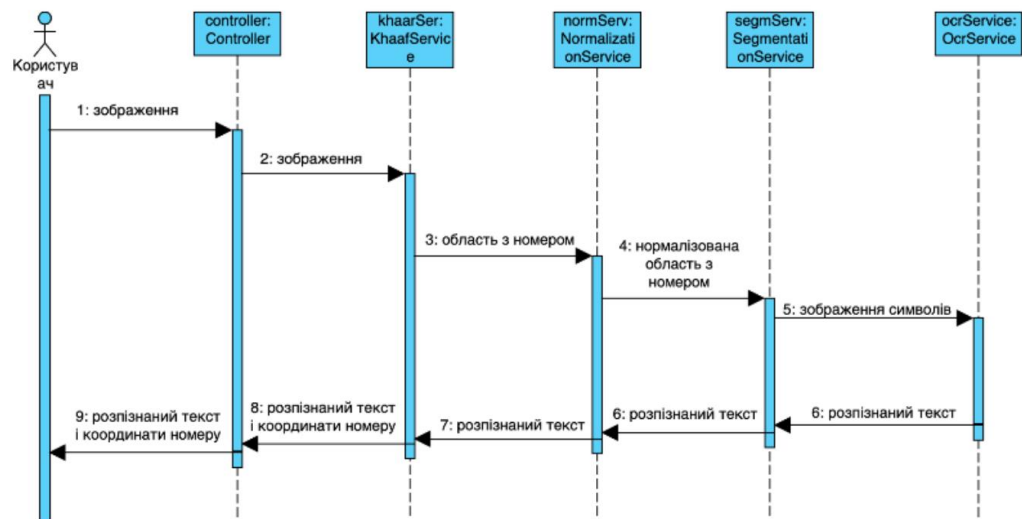 controller:
Controller
khaarSer:
KhaafServic
e
normServ:
Normalizati
onService
segmServ:
Segmentati
onService
ocrService:
OcrService
Користув
ач
1: зображення
2: зображення
3: область з номером
4: нормалізована
область з
номером
5: зображення символів
6: розпізнаний текст
6: розпізнаний текст
7: розпізнаний текст
8: розпізнаний текст
і координати номеру
9: розпізнаний текст
і координати номеру